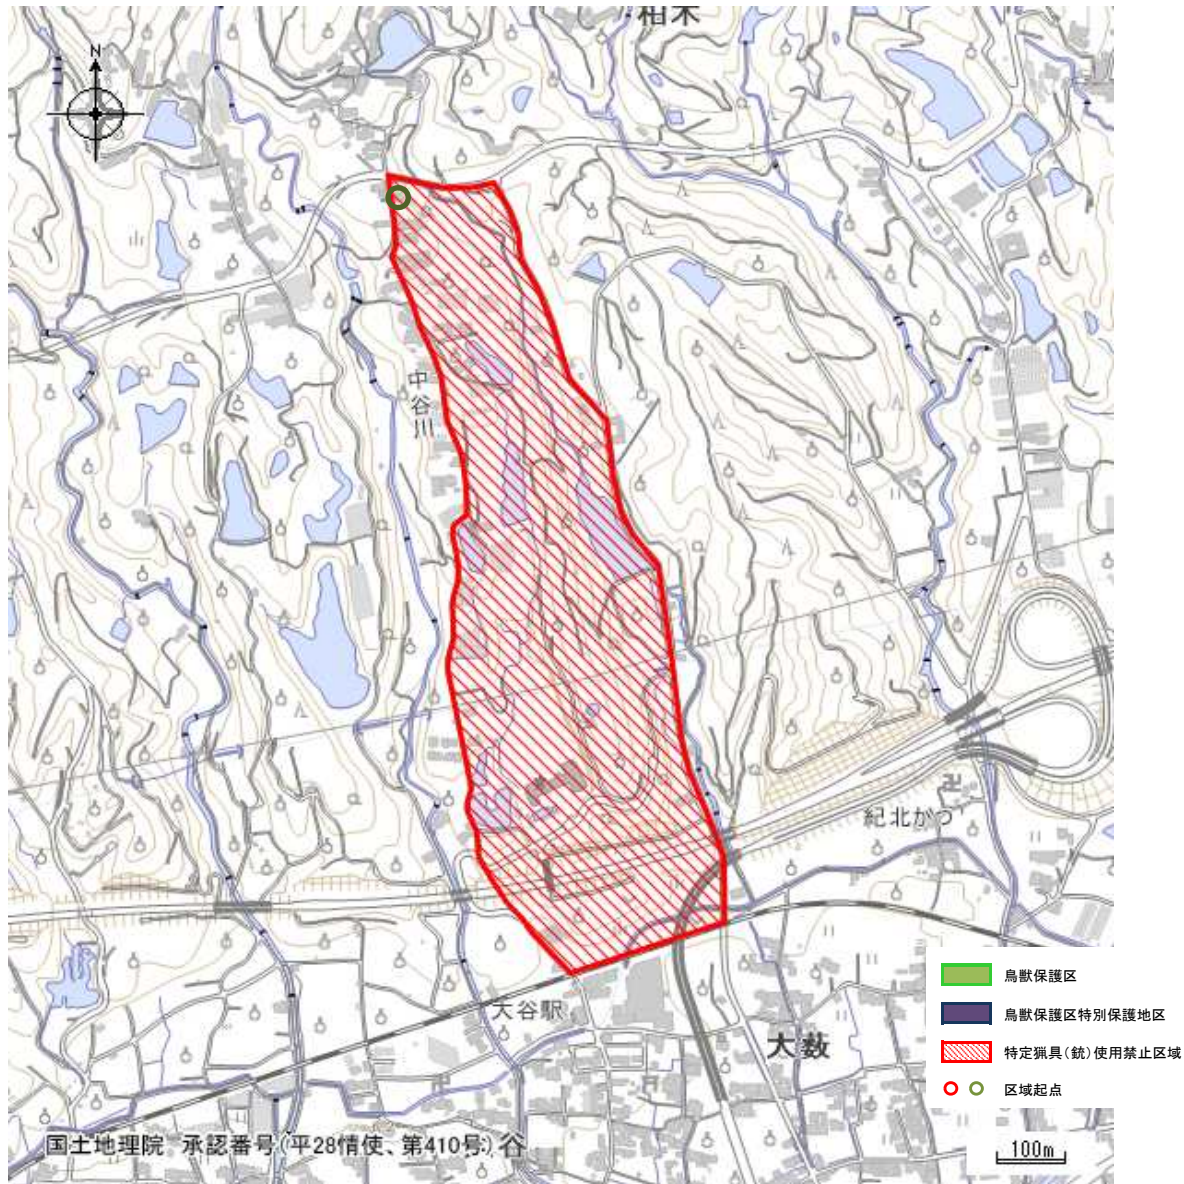 柏木
N
中谷川
紀北かつ
大谷駅
大薮
谷
鳥獣保護区
鳥獣保護区特別保護地区
特定猟具（銃）使用禁止区域
区域起点
国土地理院 承認番号（平28情使、第410号）
100m